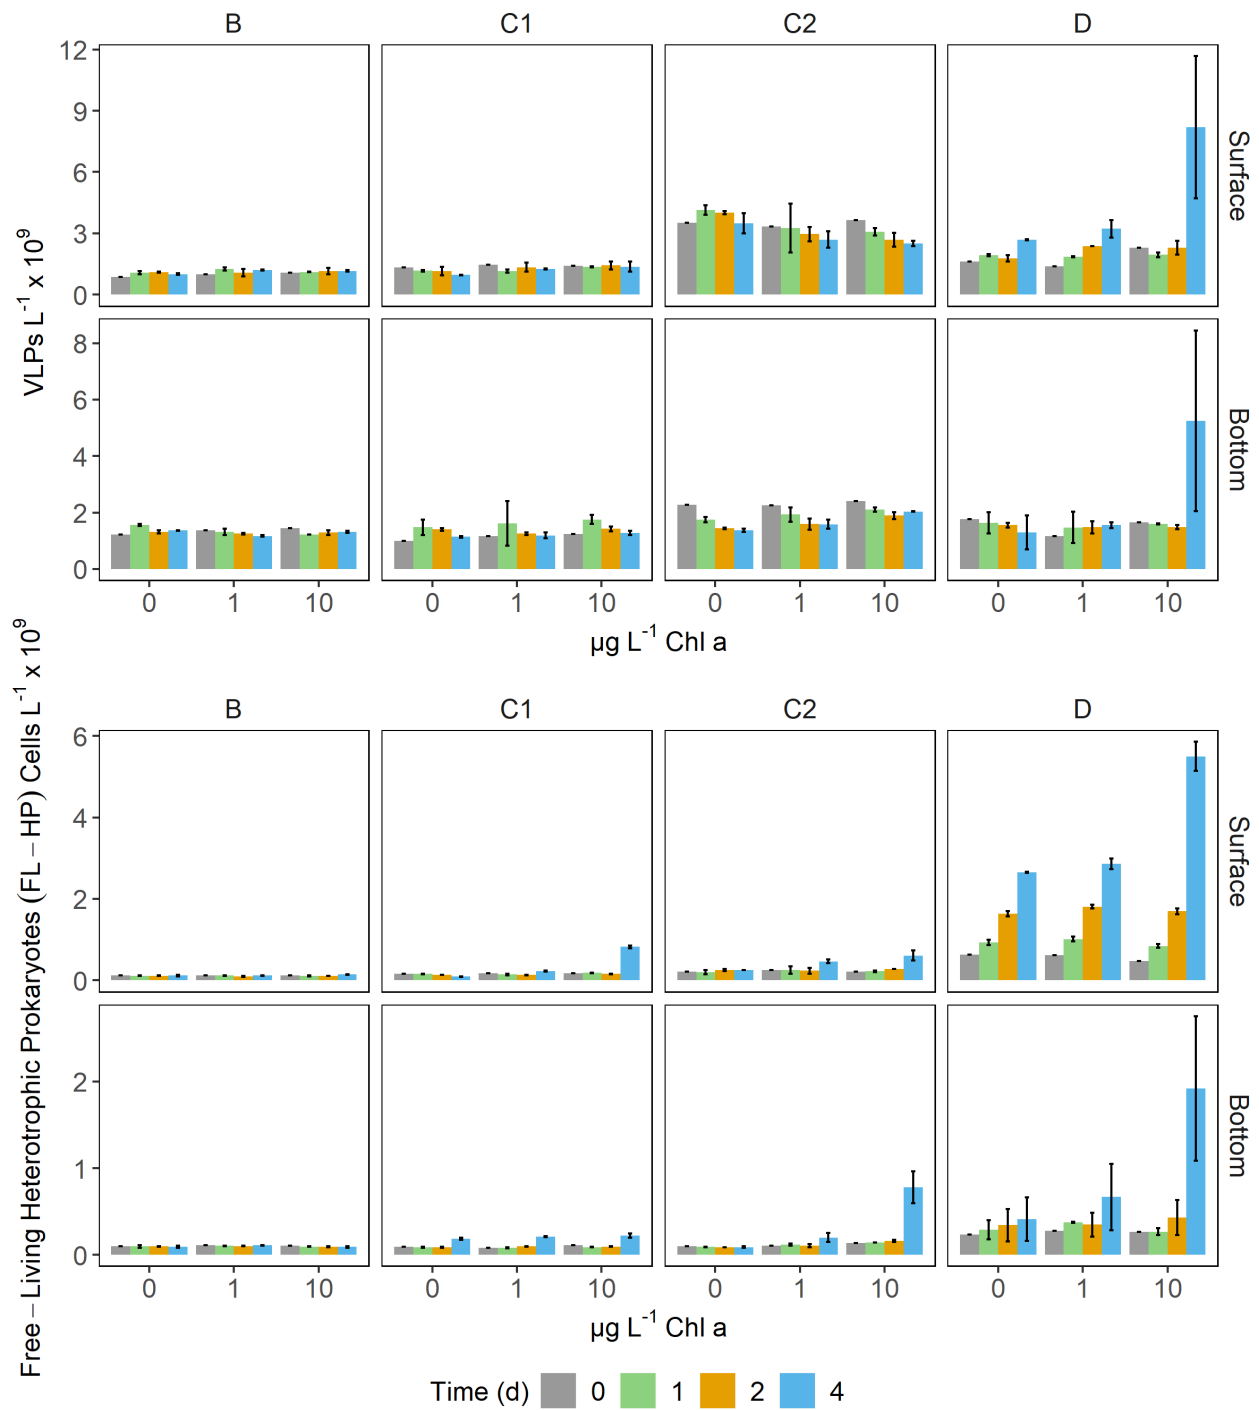 B C1 C2 D
12
9
6
3
0
Surface
VLPs L⁻¹ x 10⁹
8
6
4
2
0
Bottom
0 1 10 0 1 10 0 1 10 0 1 10
µg L⁻¹ Chl a
B C1 C2 D
6
4
2
0
Surface
Free − Living Heterotrophic Prokaryotes (FL − HP) Cells L⁻¹ x 10⁹
2
1
0
Bottom
0 1 10 0 1 10 0 1 10 0 1 10
µg L⁻¹ Chl a
Time (d) 0 1 2 4